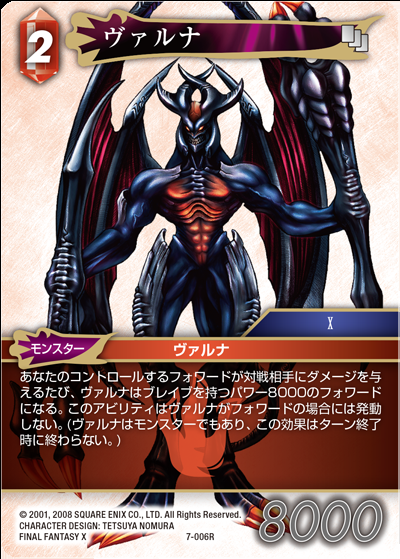 2
ヴァルナ
X
モンスター
ヴァルナ
あなたのコントロールするフォワードが対戦相手にダメージを与
えるたび、ヴァルナはブレイブを持つパワー8000のフォワード
になる。このアビリティはヴァルナがフォワードの場合には発動
しない。(ヴァルナはモンスターでもあり、この効果はターン終了
時に終わらない。)
© 2001, 2008 SQUARE ENIX CO., LTD. All Rights Reserved.
CHARACTER DESIGN: TETSUYA NOMURA
FINAL FANTASY X
7-006R
8000